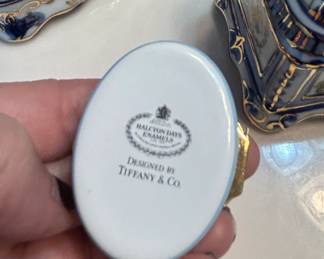 HALCYON DAYS
ENAMELS
DESIGNED BY
TIFFANY & CO.